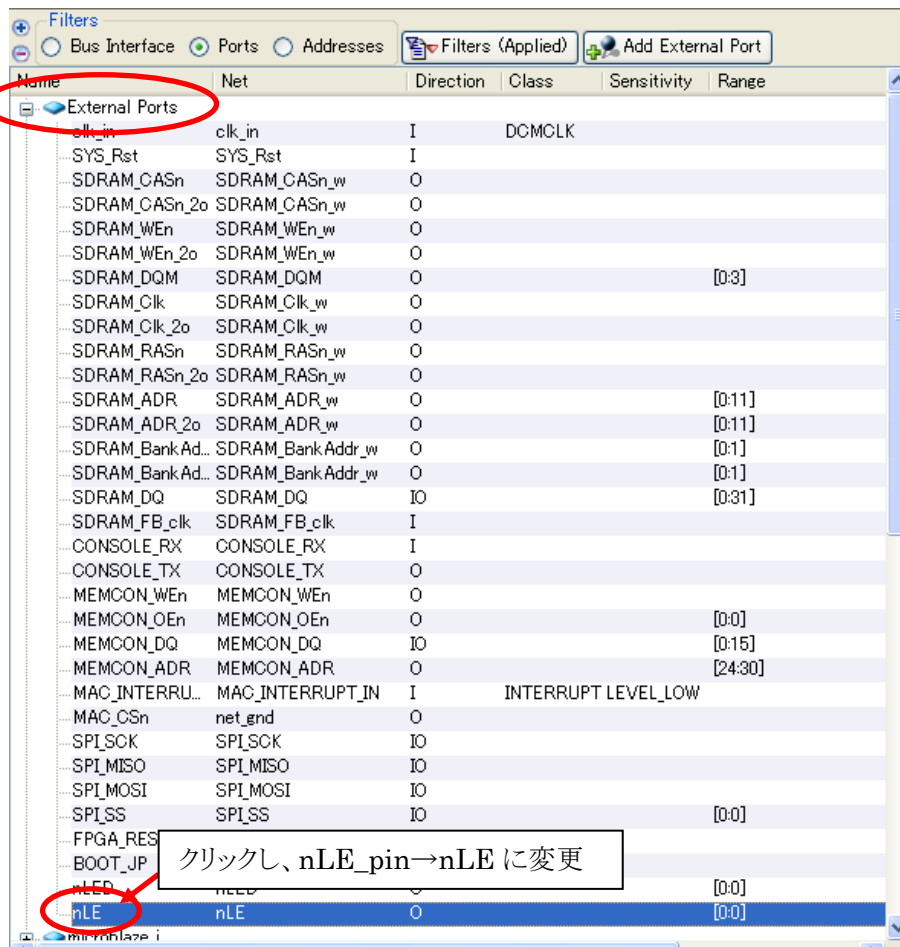 Filters
Bus Interface Ports Addresses Filters (Applied) Add External Port
Name Net Direction Class Sensitivity Range
External Ports
clk_in clk_in I DCMCLK
SYS_Rst SYS_Rst I
SDRAM_CASn SDRAM_CASn_w O
SDRAM_CASn_2o SDRAM_CASn_w O
SDRAM_WEn SDRAM_WEn_w O
SDRAM_WEn_2o SDRAM_WEn_w O
SDRAM_DQM SDRAM_DQM O [0:3]
SDRAM_Clk SDRAM_Clk_w O
SDRAM_Clk_2o SDRAM_Clk_w O
SDRAM_RASn SDRAM_RASn_w O
SDRAM_RASn_2o SDRAM_RASn_w O
SDRAM_ADR SDRAM_ADR_w O [0:11]
SDRAM_ADR_2o SDRAM_ADR_w O [0:11]
SDRAM_BankAd... SDRAM_BankAddr_w O [0:1]
SDRAM_BankAd... SDRAM_BankAddr_w O [0:1]
SDRAM_DQ SDRAM_DQ IO [0:31]
SDRAM_FB_clk SDRAM_FB_clk I
CONSOLE_RX CONSOLE_RX I
CONSOLE_TX CONSOLE_TX O
MEMCON_WEn MEMCON_WEn O
MEMCON_OEn MEMCON_OEn O [0:0]
MEMCON_DQ MEMCON_DQ IO [0:15]
MEMCON_ADR MEMCON_ADR O [24:30]
MAC_INTERRU... MAC_INTERRUPT_IN I INTERRUPT LEVEL_LOW
MAC_CSn net_gnd O
SPI_SCK SPI_SCK IO
SPI_MISO SPI_MISO IO
SPI_MOSI SPI_MOSI IO
SPI_SS SPI_SS IO [0:0]
FPGA_RES
BOOT_JP
クリックし、nLE_pin→nLE に変更
nLED nLED O [0:0]
nLE nLE O [0:0]
microblaze_i